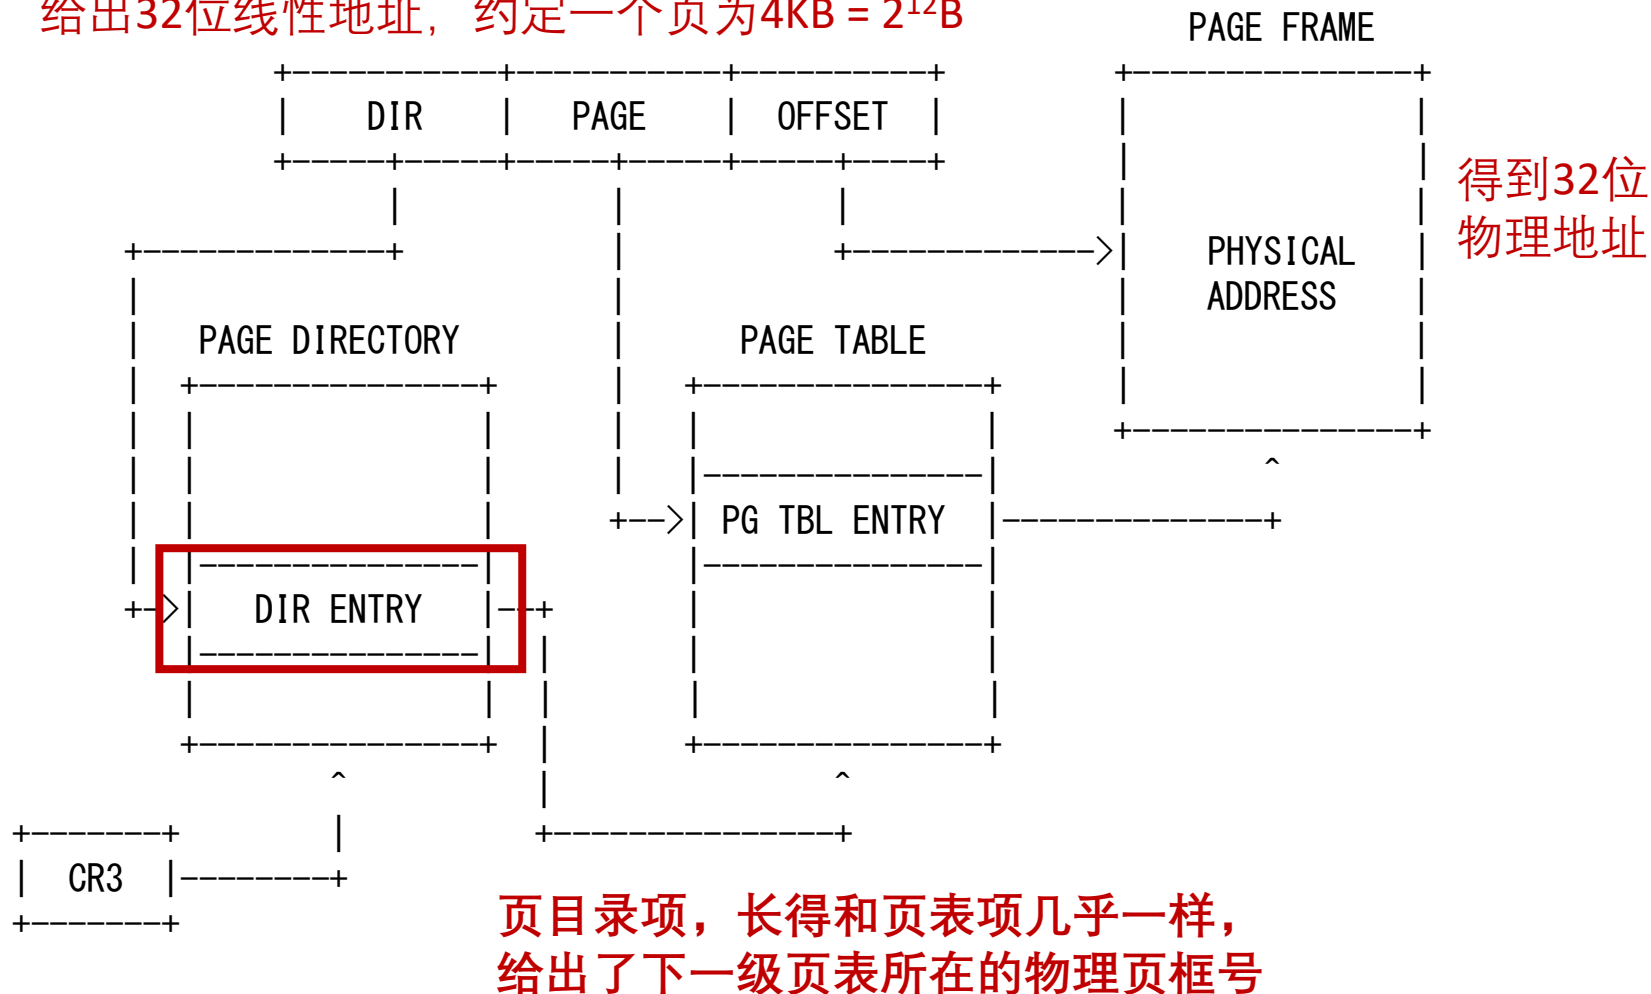 给出32位线性地址，约定一个页为4KB = 2¹²B
PAGE FRAME
DIR PAGE OFFSET
得到32位
物理地址
PHYSICAL
ADDRESS
PAGE DIRECTORY
PAGE TABLE
PG TBL ENTRY
DIR ENTRY
CR3
页目录项，长得和页表项几乎一样，
给出了下一级页表所在的物理页框号